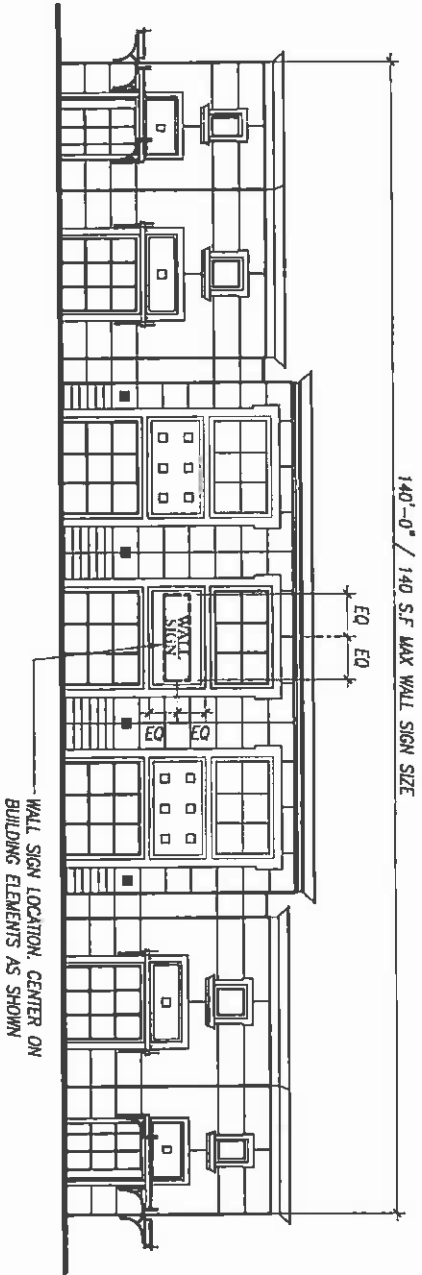 140'-0" / 140 S.F MAX WALL SIGN SIZE
EQ EQ
WALL
SIGN
EQ EQ
WALL SIGN LOCATION, CENTER ON
BUILDING ELEMENTS AS SHOWN